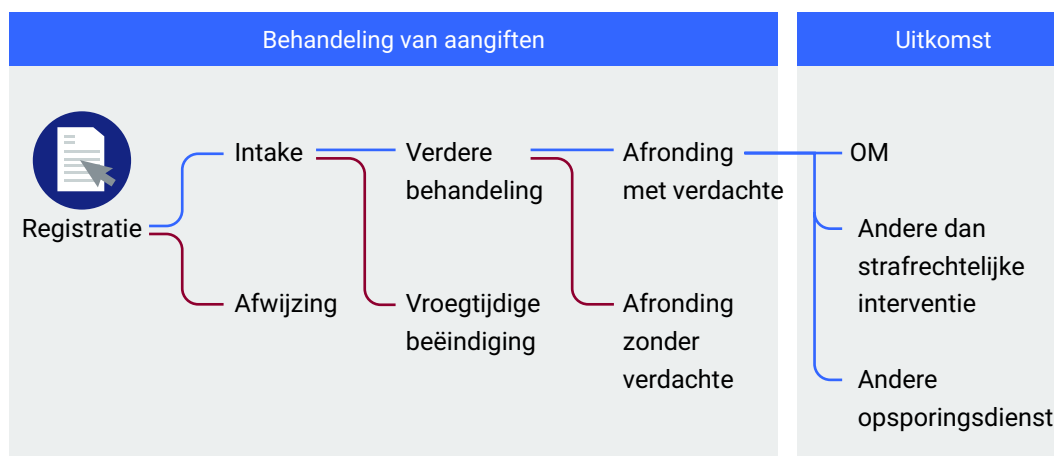 Behandeling van aangiften
Uitkomst
Registratie
Intake
Afwijzing
Verdere
behandeling
Vroegtijdige
beëindiging
Afronding
met verdachte
Afronding
zonder
verdachte
OM
Andere dan
strafrechtelijke
interventie
Andere
opsporingsdienst